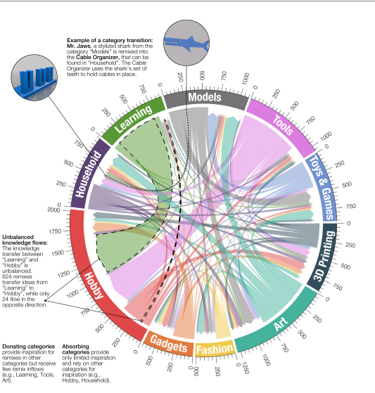 Example of a category transition:
Mr. Jaws, a stylized shark from the
category "Models" is remixed into
the Cable Organizer, that can be
found in "Household". The Cable
Organizer uses the shark's set of
teeth to hold cables in place.
Models
Tools
Toys & Games
3D Printing
Art
Fashion
Gadgets
Hobby
Household
Learning
Unbalanced
knowledge flows:
The knowledge
transfer between
"Learning" and
"Hobby" is
unbalanced.
624 remixes
transfer ideas from
"Learning" to
"Hobby", while only
24 flow in the
opposite direction.
Donating categories
provide inspiration for
remixes in other
categories but receive
few remix inflows
(e.g., Learning, Tools,
Art).
Absorbing
categories provide
only limited inspiration
and rely on other
categories for
inspiration (e.g.,
Hobby, Household).